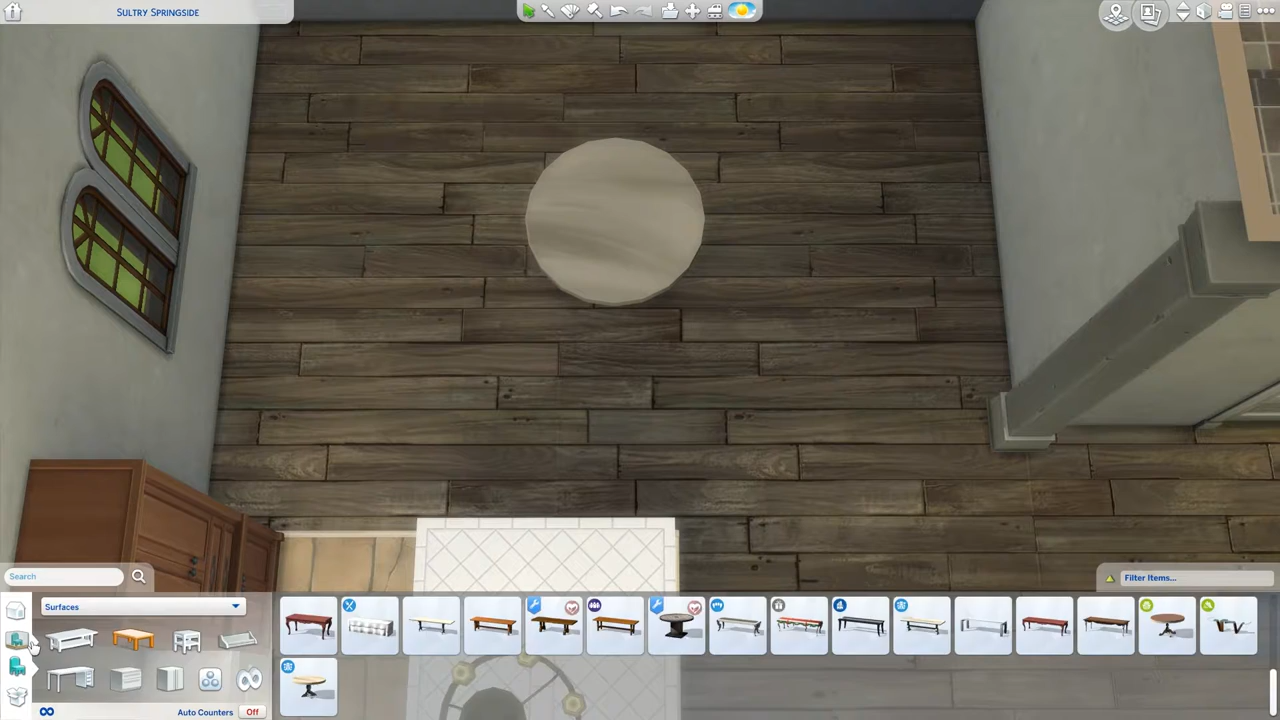 Sultry Springside
Search
Filter Items...
Surfaces
Auto Counters
Off